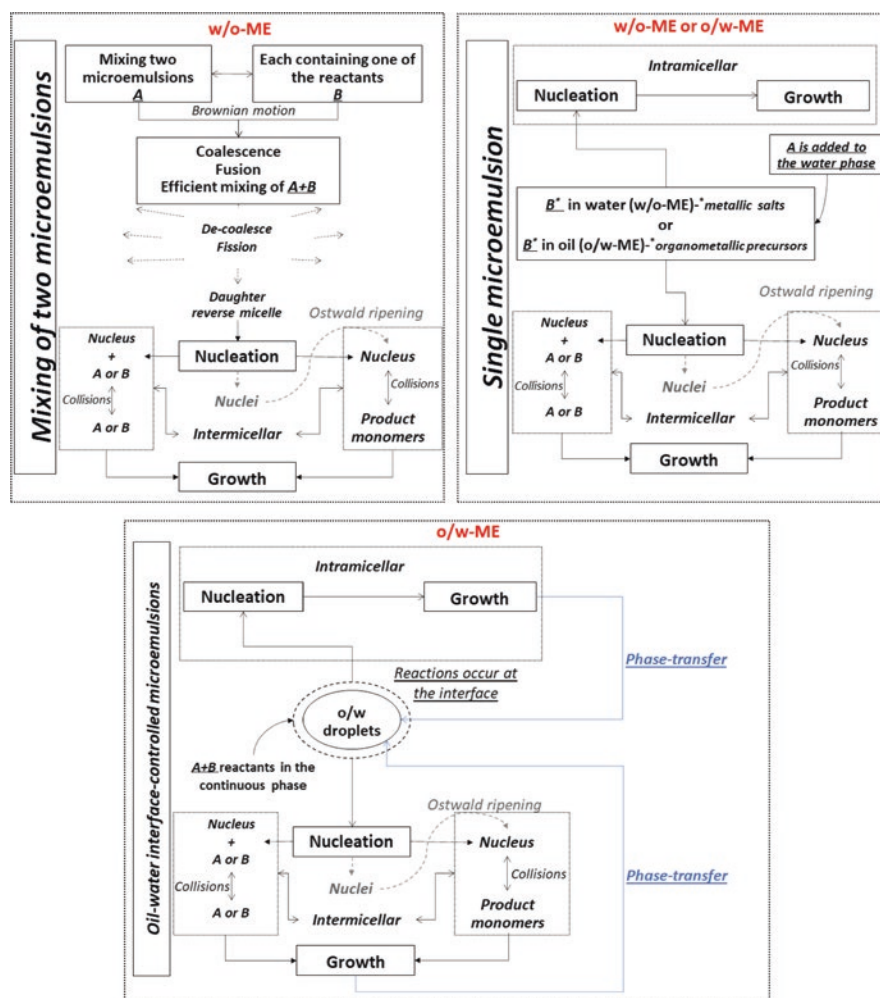 w/o-ME
Mixing of two microemulsions
Mixing two
microemulsions
A
Each containing one of
the reactants
B
Brownian motion
Coalescence
Fusion
Efficient mixing of A+B
De-coalesce
Fission
Daughter
reverse micelle
Ostwald ripening
Nucleus
+
A or B
Collisions
A or B
Nucleation
Nuclei
Intermicellar
Nucleus
Collisions
Product
monomers
Growth
w/o-ME or o/w-ME
Single microemulsion
Intramicellar
Nucleation
Growth
A is added to
the water phase
B* in water (w/o-ME)-*metallic salts
or
B* in oil (o/w-ME)-*organometallic precursors
Ostwald ripening
Nucleus
+
A or B
Collisions
A or B
Nucleation
Nuclei
Intermicellar
Nucleus
Collisions
Product
monomers
Growth
o/w-ME
Oil-water interface-controlled microemulsions
Intramicellar
Nucleation
Growth
Phase-transfer
Reactions occur at
the interface
o/w
droplets
A+B reactants in the
continuous phase
Ostwald ripening
Nucleus
+
A or B
Collisions
A or B
Nucleation
Nuclei
Intermicellar
Nucleus
Collisions
Product
monomers
Phase-transfer
Growth